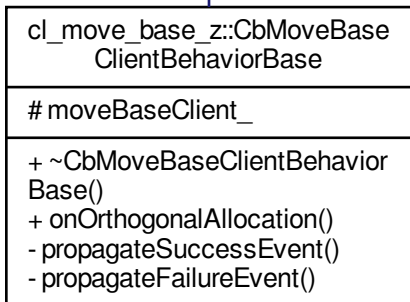 cl_move_base_z::CbMoveBase
ClientBehaviorBase
# moveBaseClient_
+ ~CbMoveBaseClientBehavior
Base()
+ onOrthogonalAllocation()
- propagateSuccessEvent()
- propagateFailureEvent()